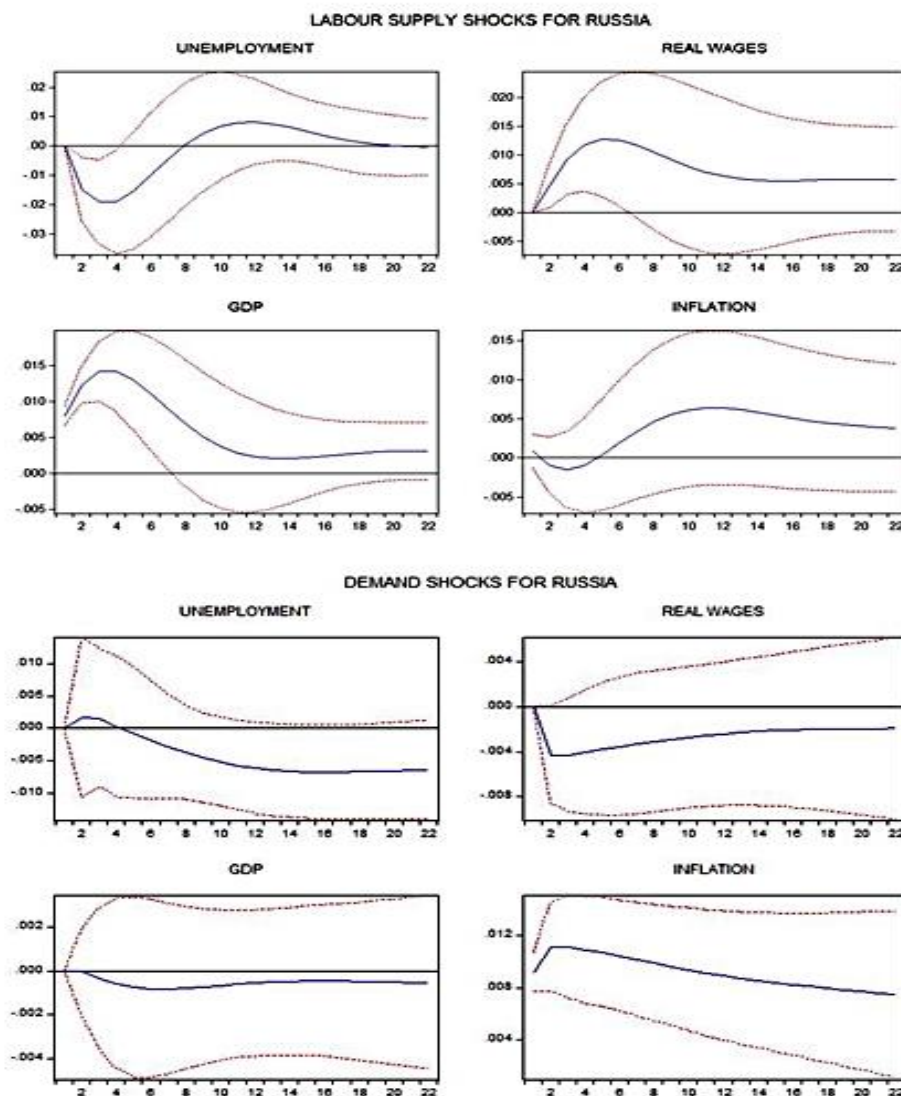 LABOUR SUPPLY SHOCKS FOR RUSSIA
UNEMPLOYMENT REAL WAGES
.02
.01
.00
-.01
-.02
-.03
2 4 6 8 10 12 14 16 18 20 22
.020
.015
.010
.005
.000
-.005
2 4 6 8 10 12 14 16 18 20 22
GDP INFLATION
.015
.010
.005
.000
-.005
2 4 6 8 10 12 14 16 18 20 22
.015
.010
.005
.000
-.005
2 4 6 8 10 12 14 16 18 20 22
DEMAND SHOCKS FOR RUSSIA
UNEMPLOYMENT REAL WAGES
.010
.005
.000
-.005
-.010
2 4 6 8 10 12 14 16 18 20 22
.004
.000
-.004
-.008
2 4 6 8 10 12 14 16 18 20 22
GDP INFLATION
.002
.000
-.002
-.004
2 4 6 8 10 12 14 16 18 20 22
.012
.008
.004
2 4 6 8 10 12 14 16 18 20 22